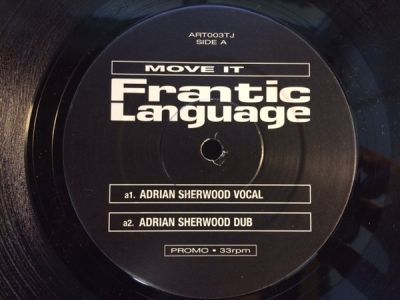 ART003TJ
SIDE A
MOVE IT
Frantic
Language
a1. ADRIAN SHERWOOD VOCAL
a2. ADRIAN SHERWOOD DUB
PROMO • 33rpm